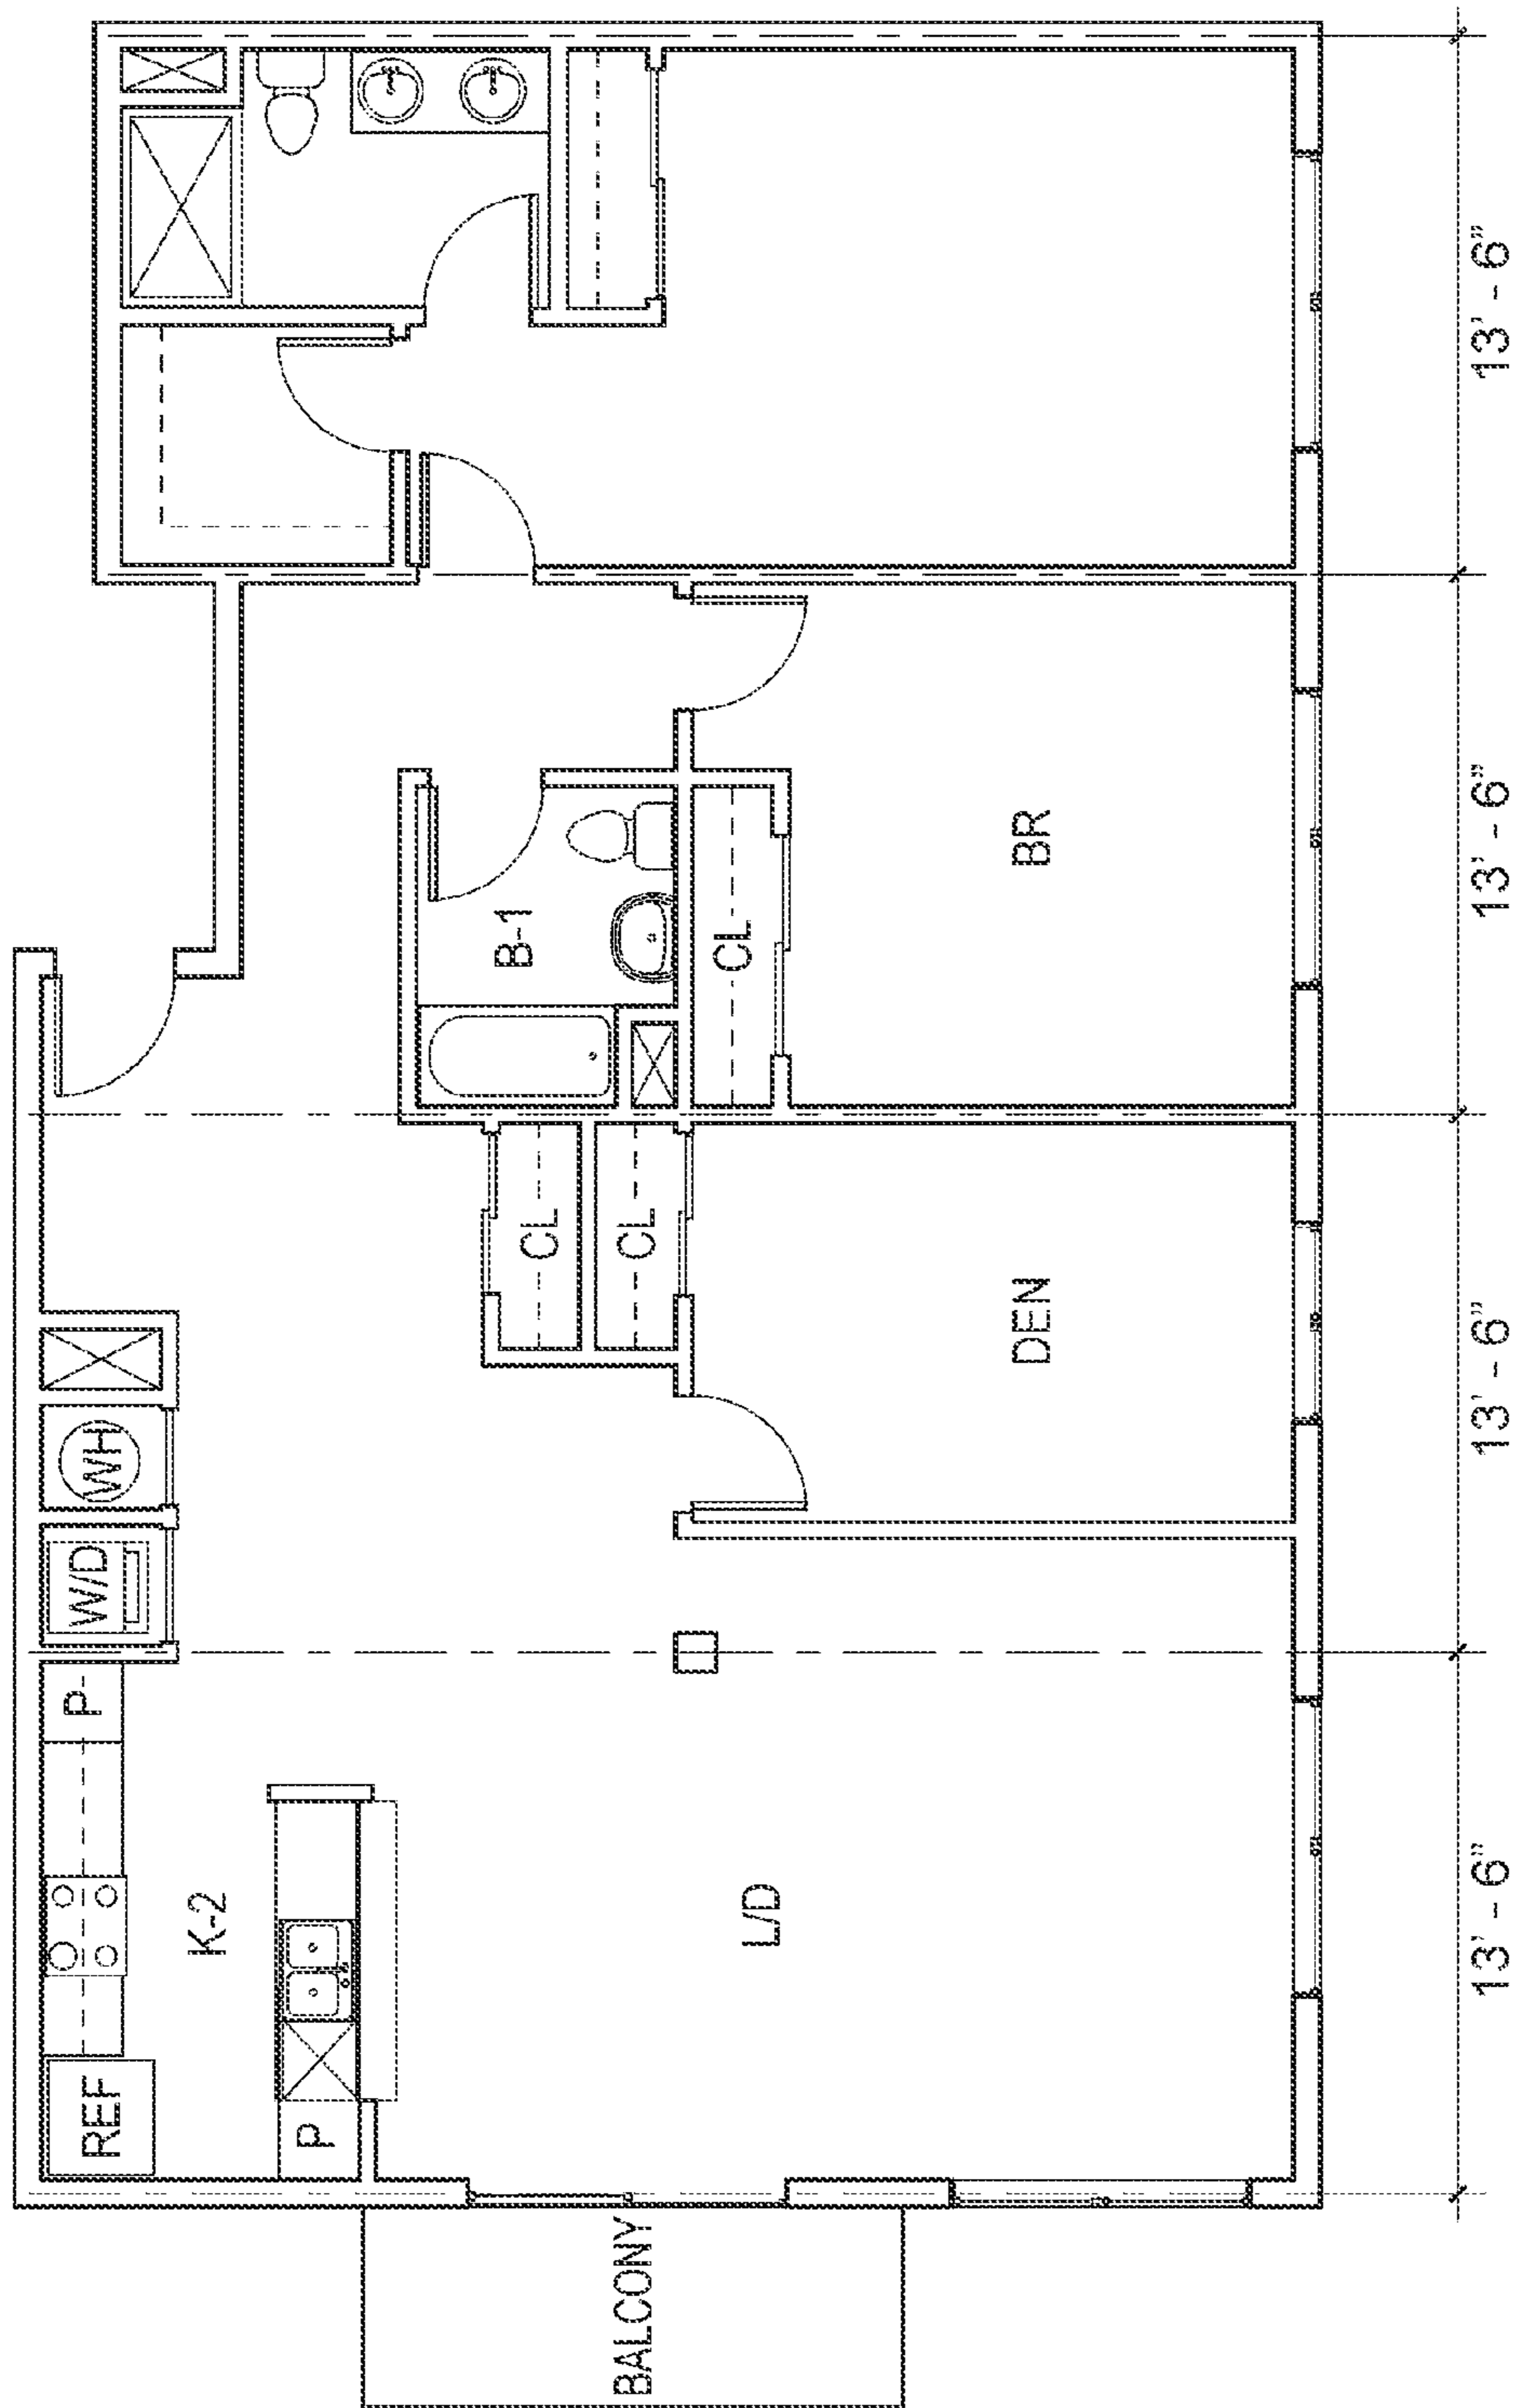 BALCONY
REF
P
K-2
P
W/D
WH
L/D
CL
CL
DEN
B-1
CL
BR
13' - 6"
13' - 6"
13' - 6"
13' - 6"